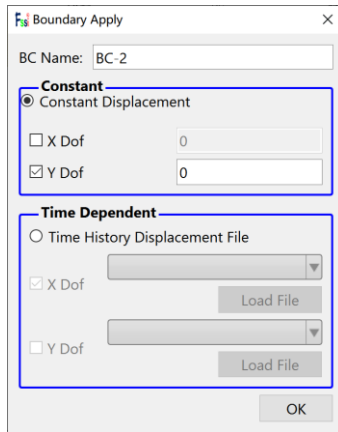 Fssi Boundary Apply
BC Name: BC-2
Constant
Constant Displacement
X Dof 0
Y Dof 0
Time Dependent
Time History Displacement File
X Dof
Load File
Y Dof
Load File
OK